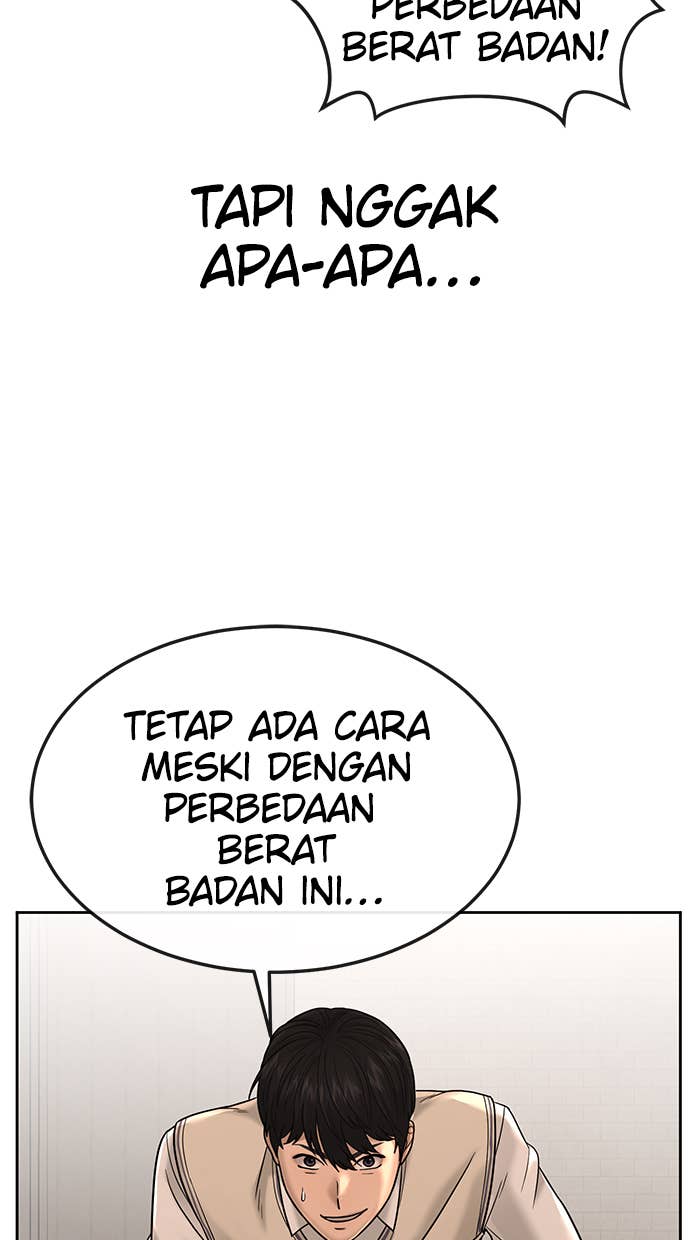 PERBEDAAN
BERAT BADAN!
TAPI NGGAK
APA-APA...
TETAP ADA CARA
MESKI DENGAN
PERBEDAAN
BERAT
BADAN INI...